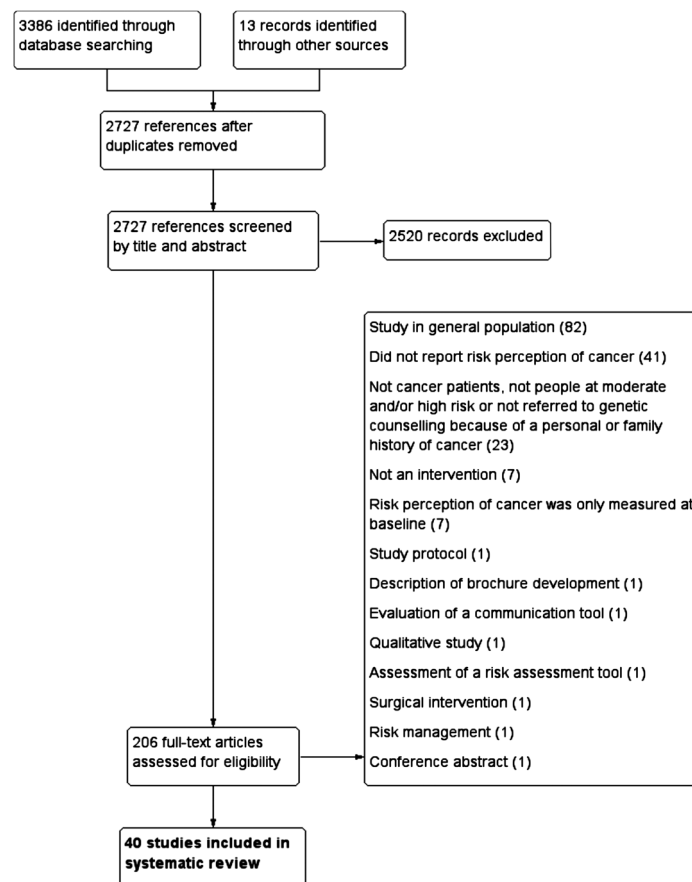 3386 identified through
database searching
13 records identified
through other sources
2727 references after
duplicates removed
2727 references screened
by title and abstract
2520 records excluded
Study in general population (82)
Did not report risk perception of cancer (41)
Not cancer patients, not people at moderate
and/or high risk or not referred to genetic
counselling because of a personal or family
history of cancer (23)
Not an intervention (7)
Risk perception of cancer was only measured at
baseline (7)
Study protocol (1)
Description of brochure development (1)
Evaluation of a communication tool (1)
Qualitative study (1)
Assessment of a risk assessment tool (1)
Surgical intervention (1)
Risk management (1)
Conference abstract (1)
206 full-text articles
assessed for eligibility
40 studies included in
systematic review